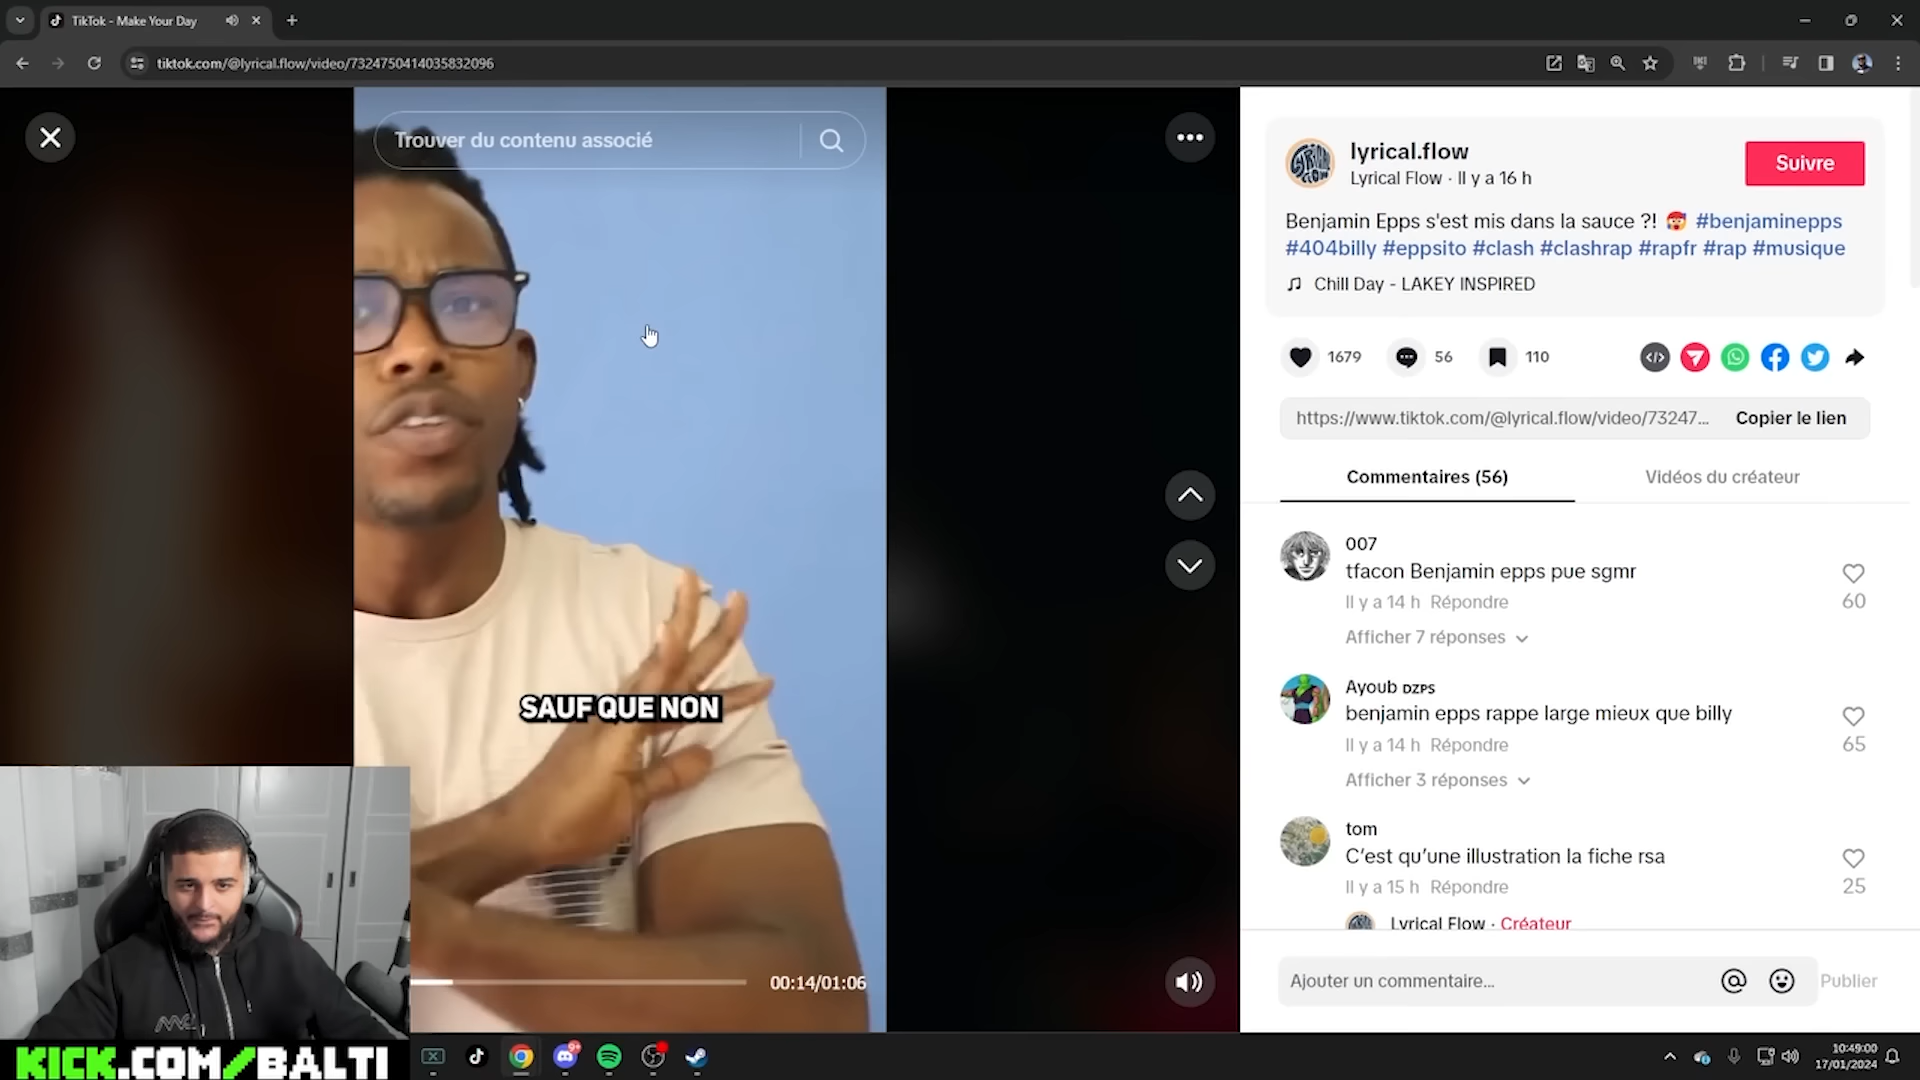 TikTok - Make Your Day
tiktok.com/@lyrical.flow/video/7324750414035832096
Trouver du contenu associé
SAUF QUE NON
00:14/01:06
lyrical.flow
Lyrical Flow · Il y a 16 h
Suivre
Benjamin Epps s'est mis dans la sauce ?! #benjaminepps
#404billy #eppsito #clash #clashrap #rapfr #rap #musique
Chill Day - LAKEY INSPIRED
1679
56
110
https://www.tiktok.com/@lyrical.flow/video/73247...
Copier le lien
Commentaires (56)
Vidéos du créateur
007
tfacon Benjamin epps pue sgmr
Il y a 14 h Répondre
60
Afficher 7 réponses
Ayoub DZPS
benjamin epps rappe large mieux que billy
Il y a 14 h Répondre
65
Afficher 3 réponses
tom
C'est qu'une illustration la fiche rsa
Il y a 15 h Répondre
25
Lyrical Flow · Créateur
Ajouter un commentaire...
Publier
KICK.COM/BALTI
10:49:00
17/01/2024